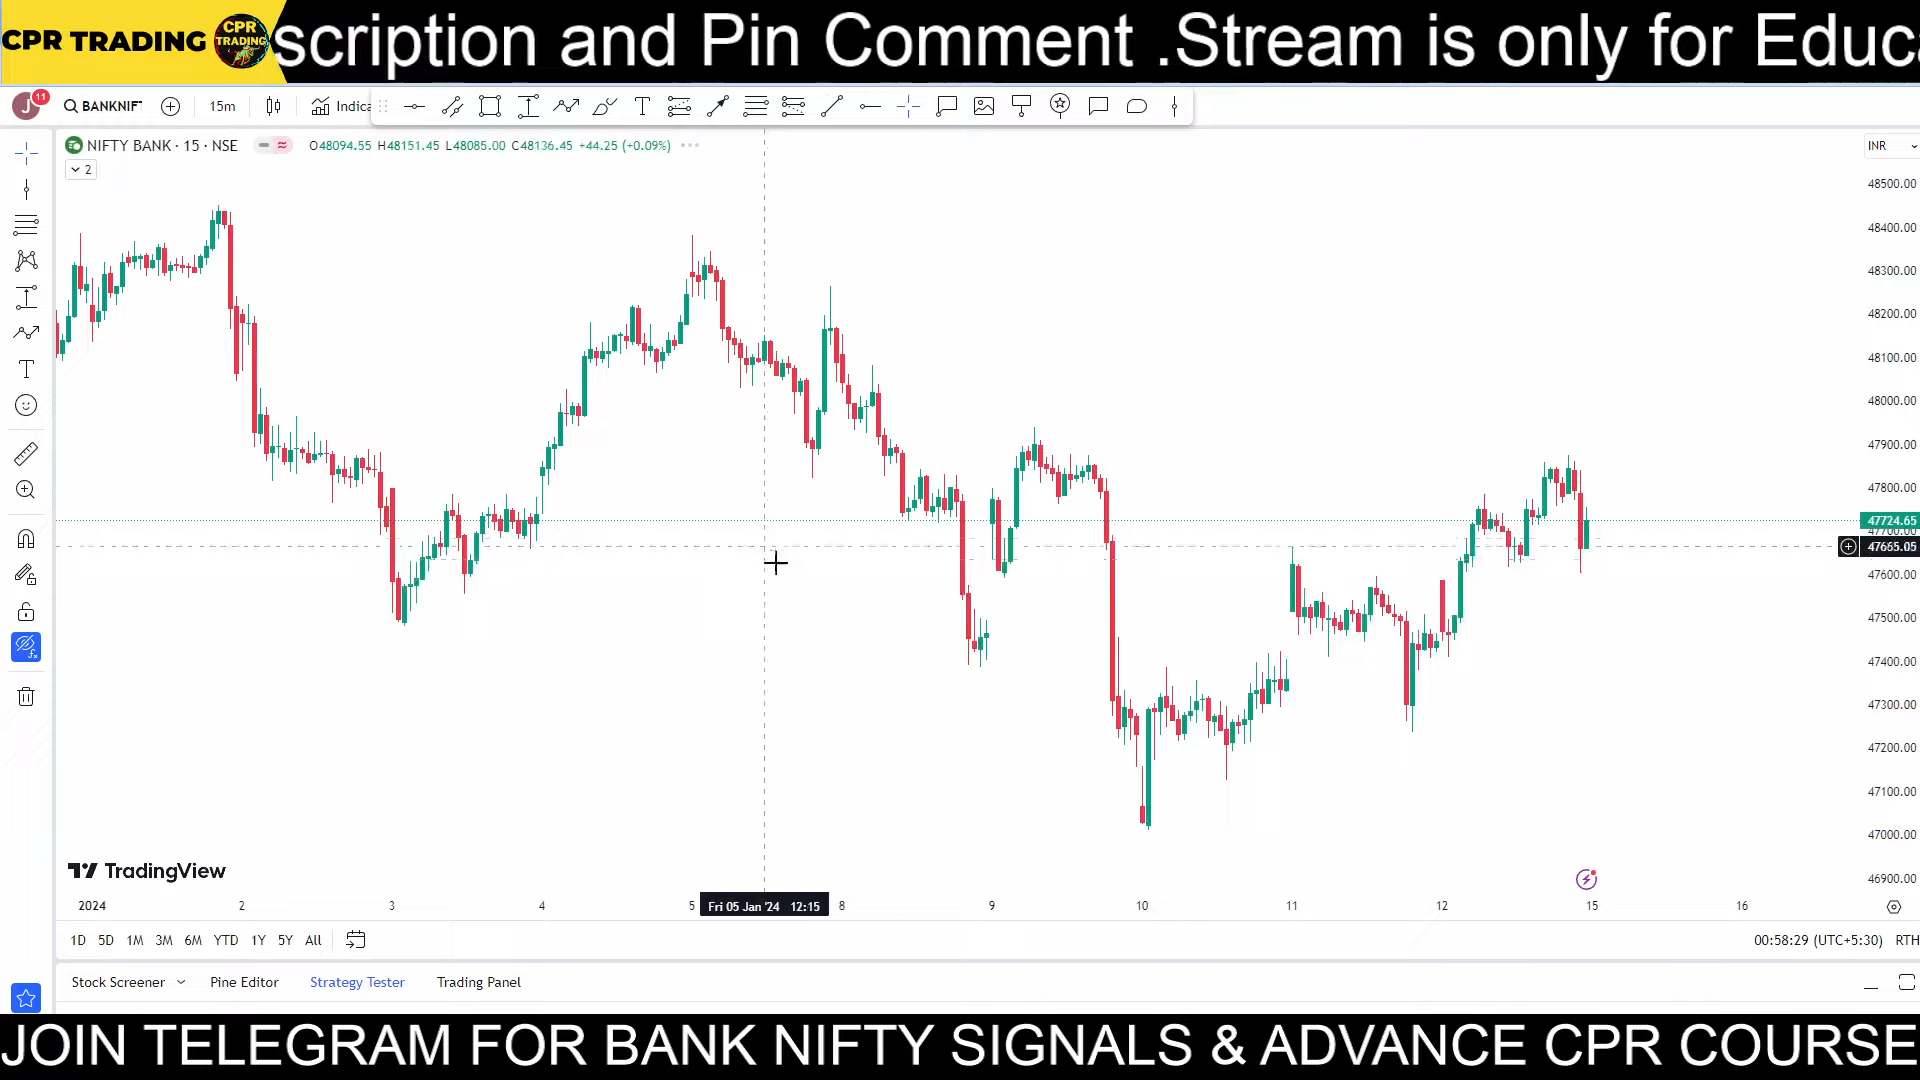 CPR TRADING
CPR
TRADING
scription and Pin Comment .Stream is only for Educa
J
11
BANKNIFT
15m
Indica
NIFTY BANK · 15 · NSE
O48094.55 H48151.45 L48085.00 C48136.45 +44.25 (+0.09%)
2
INR
48500.00
48400.00
48300.00
48200.00
48100.00
48000.00
47900.00
47800.00
47724.65
47700.00
47665.05
47600.00
47500.00
47400.00
47300.00
47200.00
47100.00
47000.00
46900.00
TradingView
2024 2 3 4 5 Fri 05 Jan '24 12:15 8 9 10 11 12 15 16
1D 5D 1M 3M 6M YTD 1Y 5Y All
00:58:29 (UTC+5:30) RTH
Stock Screener Pine Editor Strategy Tester Trading Panel
JOIN TELEGRAM FOR BANK NIFTY SIGNALS & ADVANCE CPR COURSE